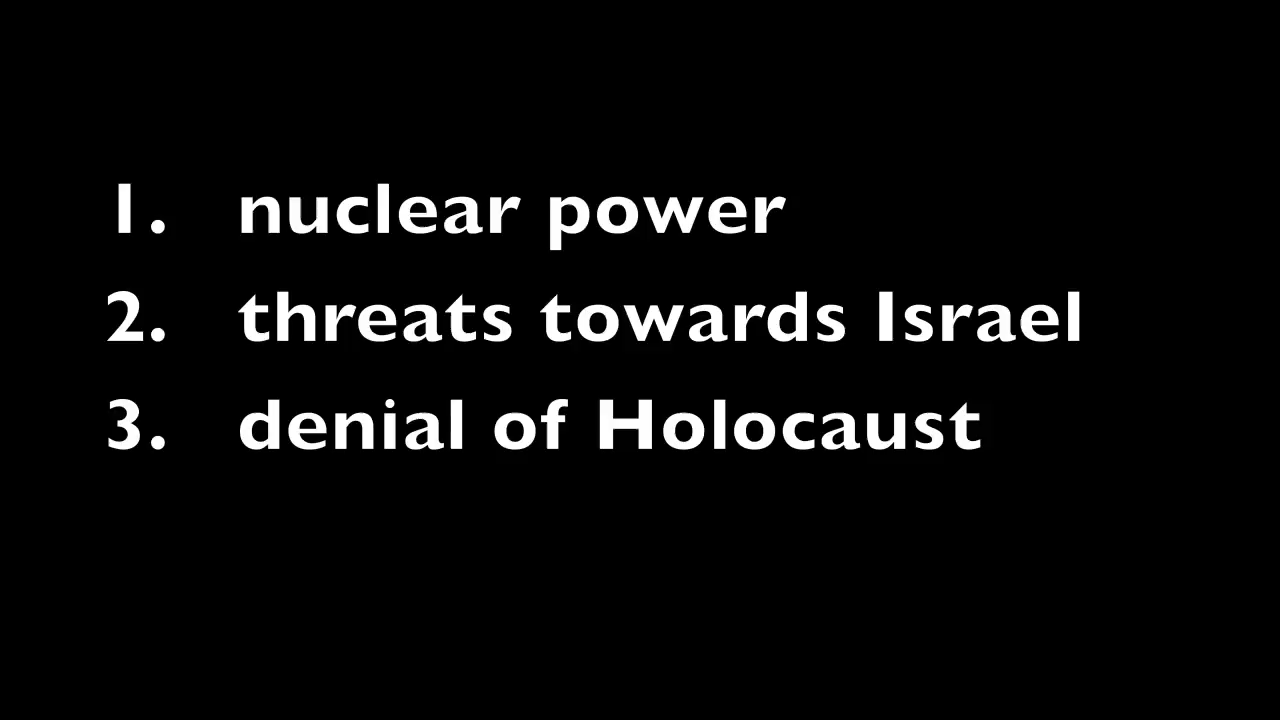 1. nuclear power
2. threats towards Israel
3. denial of Holocaust